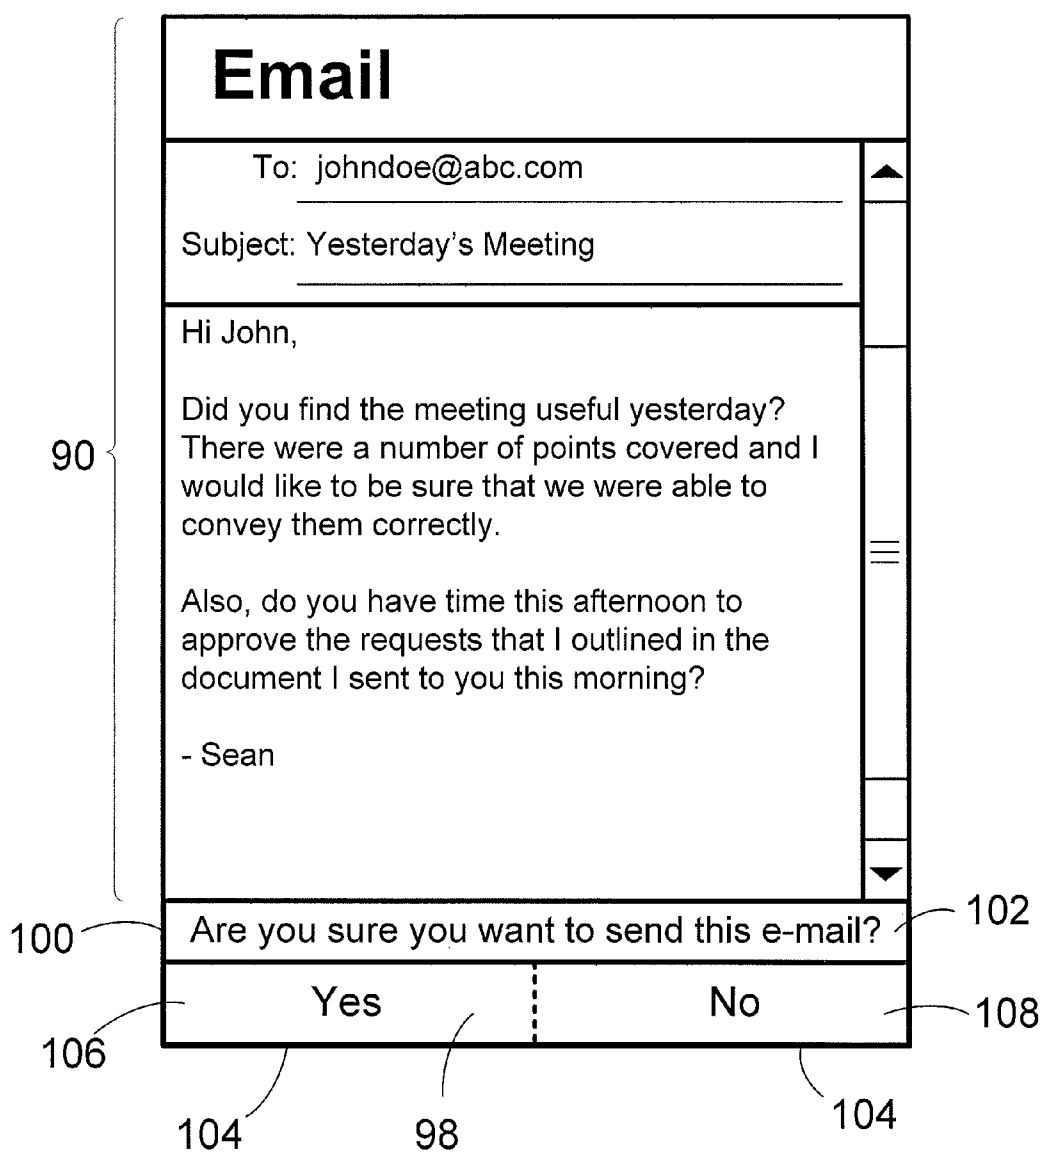 Email
To: johndoe@abc.com
Subject: Yesterday's Meeting
Hi John,
Did you find the meeting useful yesterday?
There were a number of points covered and I
would like to be sure that we were able to
convey them correctly.
Also, do you have time this afternoon to
approve the requests that I outlined in the
document I sent to you this morning?
- Sean
90
Are you sure you want to send this e-mail?
100
102
Yes
No
106
108
104
98
104